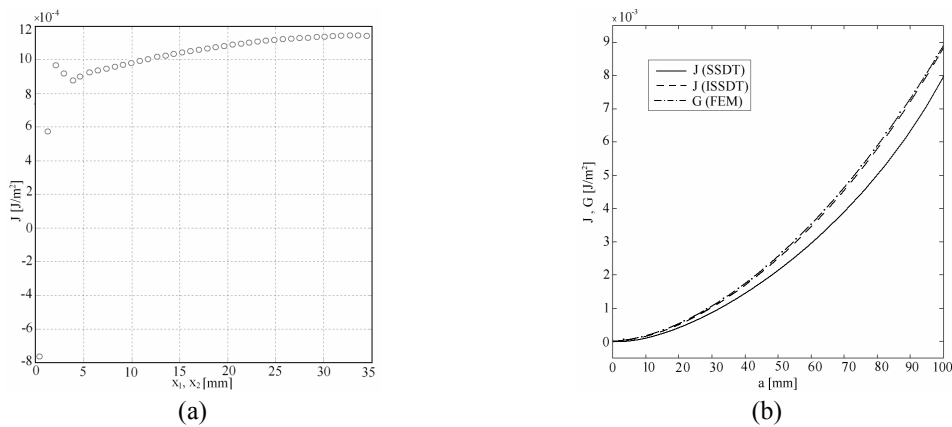 ×10⁻⁴
12
10
8
6
4
2
0
-2
-4
-6
-8
J [J/m²]
0 5 10 15 20 25 30 35
x₁, x₂ [mm]
(a)
×10⁻³
9
8
7
6
5
4
3
2
1
0
J , G [J/m²]
J (SSDT)
J (ISSDT)
G (FEM)
0 10 20 30 40 50 60 70 80 90 100
a [mm]
(b)